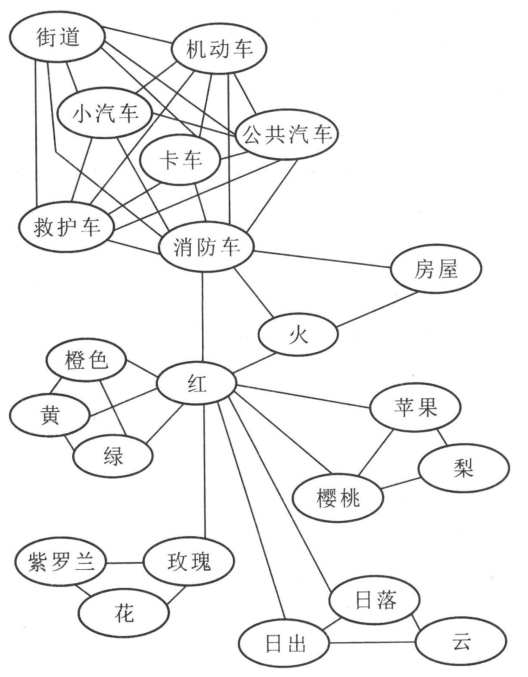 街道
机动车
小汽车
公共汽车
卡车
救护车
消防车
房屋
火
橙色
红
黄
苹果
绿
梨
樱桃
紫罗兰
玫瑰
花
日落
日出
云